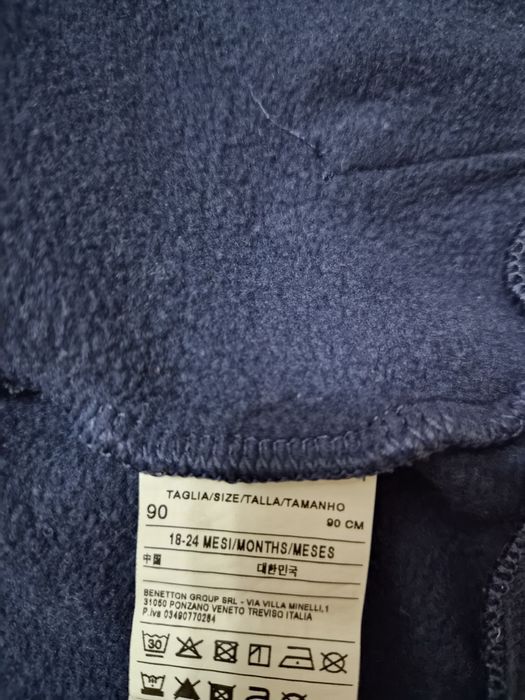 TAGLIA/SIZE/TALLA/TAMANHO
90 90 CM
18-24 MESI/MONTHS/MESES
中国 대한민국
BENETTON GROUP SRL - VIA VILLA MINELLI,1
31050 PONZANO VENETO TREVISO ITALIA
P.iva 03490770264
30